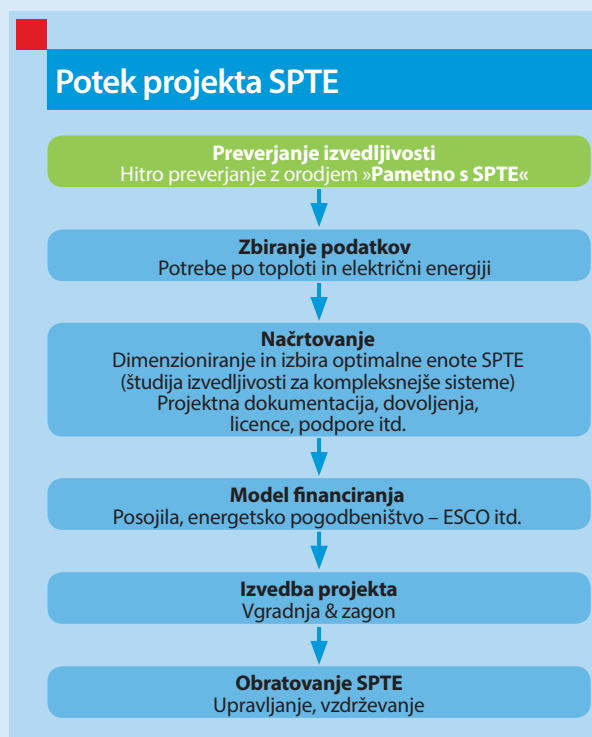 Potek projekta SPTE
Preverjanje izvedljivosti
Hitro preverjanje z orodjem »Pametno s SPTE«
Zbiranje podatkov
Potrebe po toploti in električni energiji
Načrtovanje
Dimenzioniranje in izbira optimalne enote SPTE
(študija izvedljivosti za kompleksnejše sisteme)
Projektna dokumentacija, dovoljenja,
licence, podpore itd.
Model financiranja
Posojila, energetsko pogodbeništvo – ESCO itd.
Izvedba projekta
Vgradnja & zagon
Obratovanje SPTE
Upravljanje, vzdrževanje